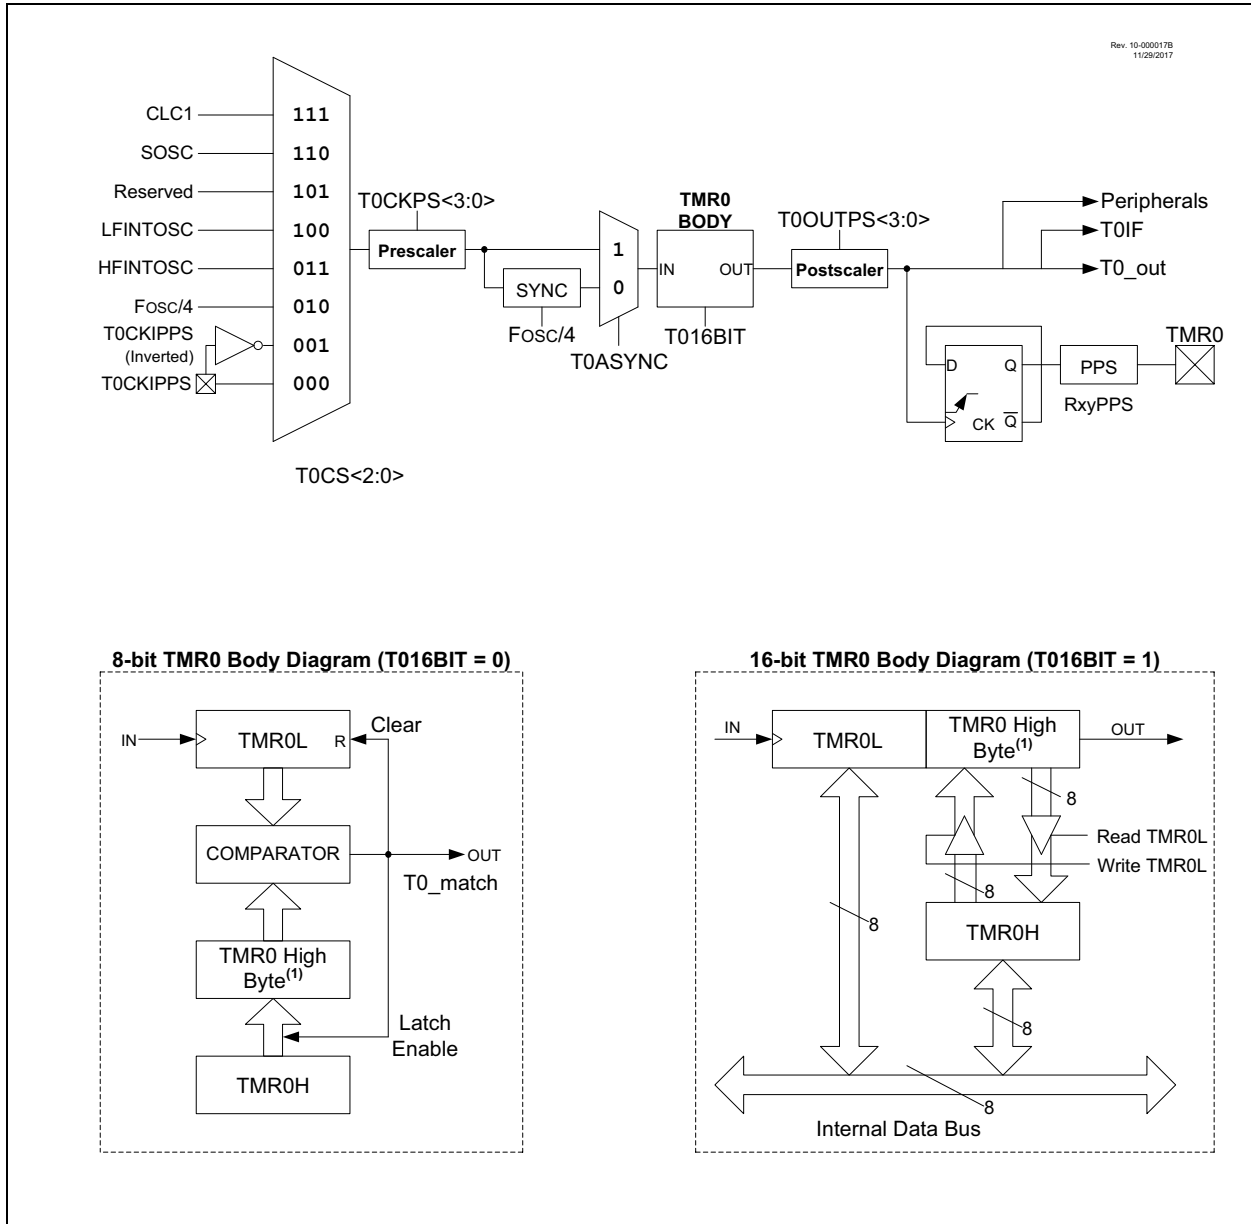 Rev. 10-000017B
11/29/2017
CLC1
111
SOSC
110
Reserved
101
LFINTOSC
100
HFINTOSC
011
FOSC/4
010
T0CKIPPS
(Inverted)
001
T0CKIPPS
000
T0CS<2:0>
T0CKPS<3:0>
Prescaler
SYNC
FOSC/4
1
0
T0ASYNC
TMR0
BODY
IN OUT
T016BIT
T0OUTPS<3:0>
Postscaler
Peripherals
T0IF
T0_out
D Q
CK Q
PPS
RxyPPS
TMR0
8-bit TMR0 Body Diagram (T016BIT = 0)
IN
TMR0L
R
Clear
COMPARATOR
OUT
T0_match
TMR0 High
Byte(1)
Latch
Enable
TMR0H
16-bit TMR0 Body Diagram (T016BIT = 1)
IN
TMR0L
TMR0 High
Byte(1)
OUT
8
Read TMR0L
Write TMR0L
8
8
TMR0H
8
8
Internal Data Bus